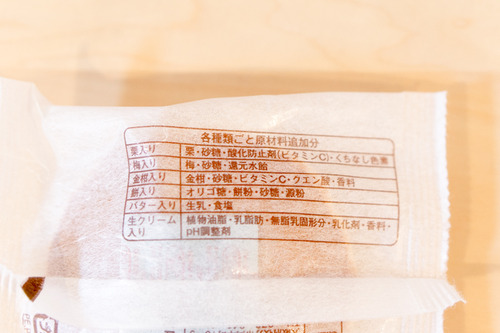 各種類ごと原材料追加分
栗入り 栗・砂糖・酸化防止剤(ビタミンC)・くちなし色素
梅入り 梅・砂糖・還元水飴
金柑入り 金柑・砂糖・ビタミンC・クエン酸・香料
餅入り オリゴ糖・餅粉・砂糖・源粉
バター入り 生乳・食塩
生クリーム 植物油脂・乳脂肪・無脂乳固形分・乳化剤・香料・
入り pH調整剤